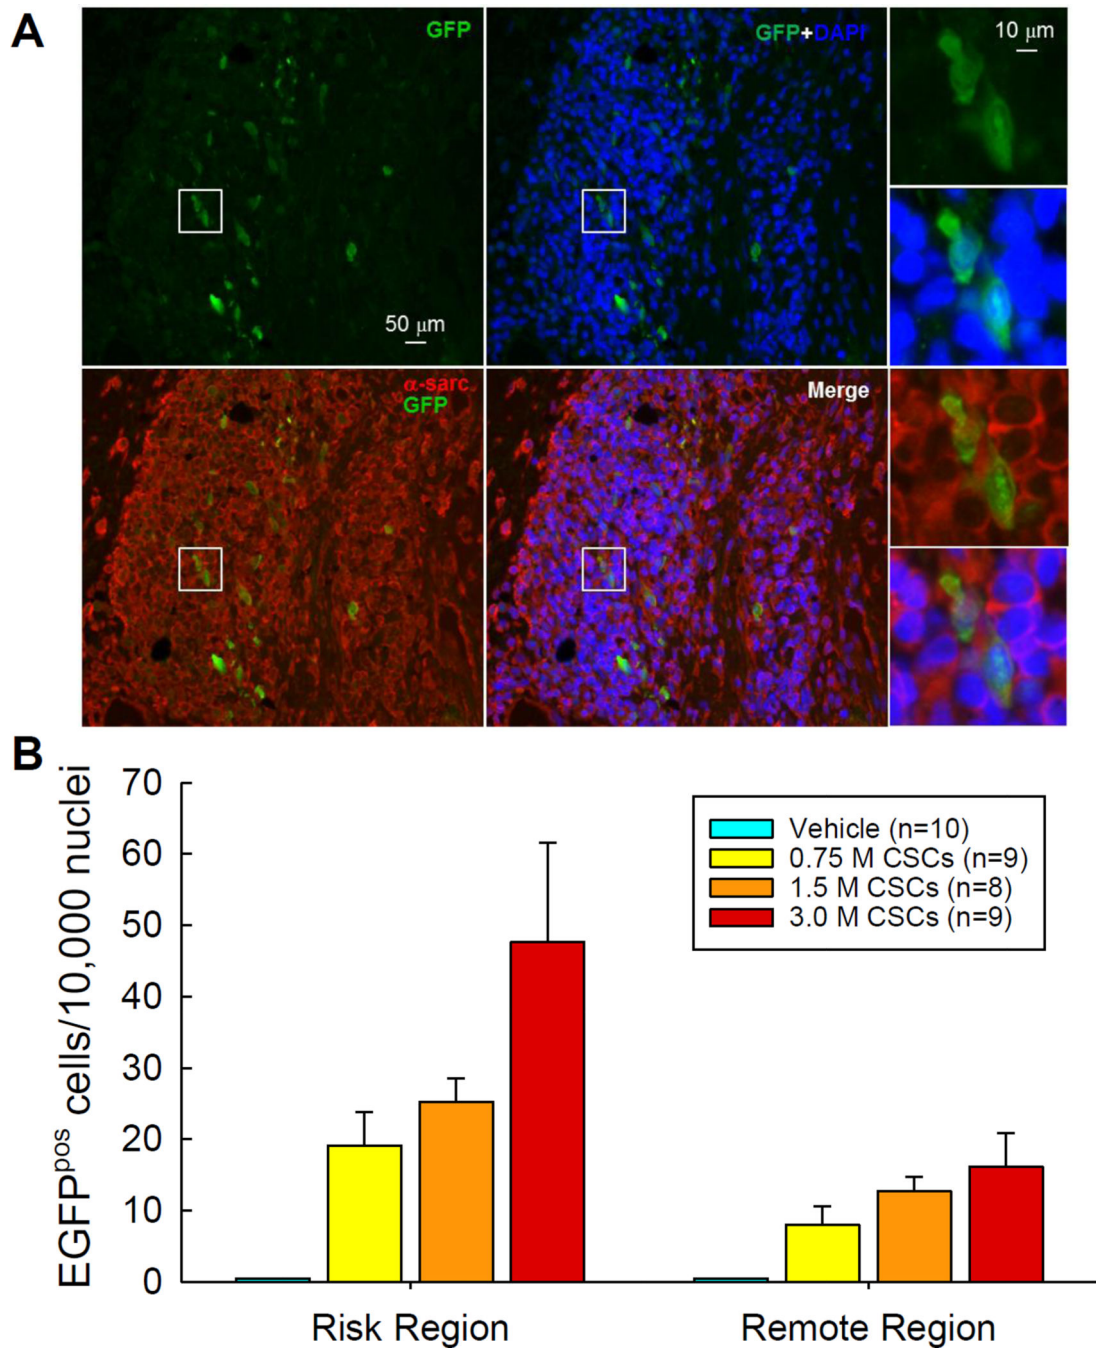 A
GFP
GFP+DAPI
10 μm
50 μm
α-sarc
GFP
Merge
B
EGFPpos cells/10,000 nuclei
70
60
50
40
30
20
10
0
Vehicle (n=10)
0.75 M CSCs (n=9)
1.5 M CSCs (n=8)
3.0 M CSCs (n=9)
Risk Region
Remote Region